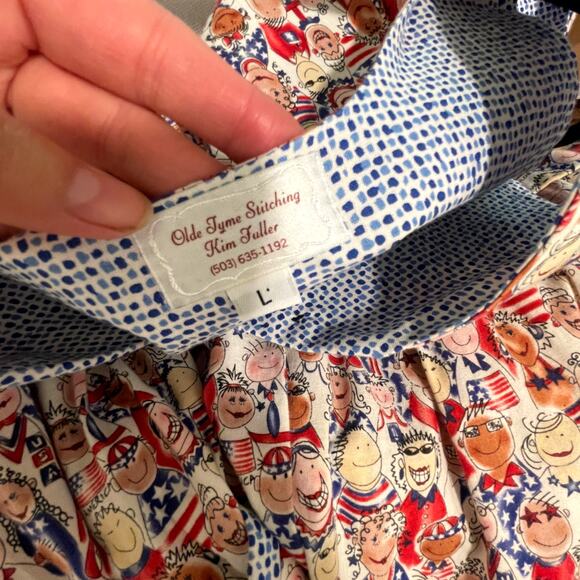 Olde Tyme Stitching
Kim Fuller
(503) 635-1192
L